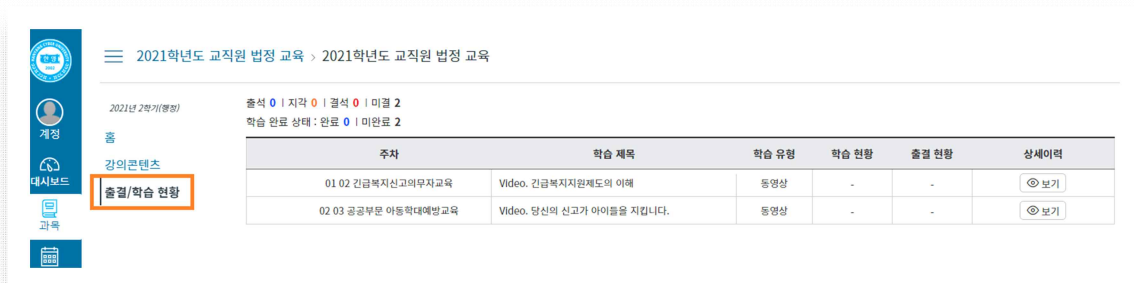 2021학년도 교직원 법정 교육 > 2021학년도 교직원 법정 교육
계정
대시보드
과목
2021년 2학기(행정)
홈
강의콘텐츠
출결/학습 현황
출석 0 | 지각 0 | 결석 0 | 미결 2
학습 완료 상태 : 완료 0 | 미완료 2
주차 학습 제목 학습 유형 학습 현황 출결 현황 상세이력
01 02 긴급복지신고의무자교육 Video. 긴급복지지원제도의 이해 동영상 - - 보기
02 03 공공부문 아동학대예방교육 Video. 당신의 신고가 아이들을 지킵니다. 동영상 - - 보기